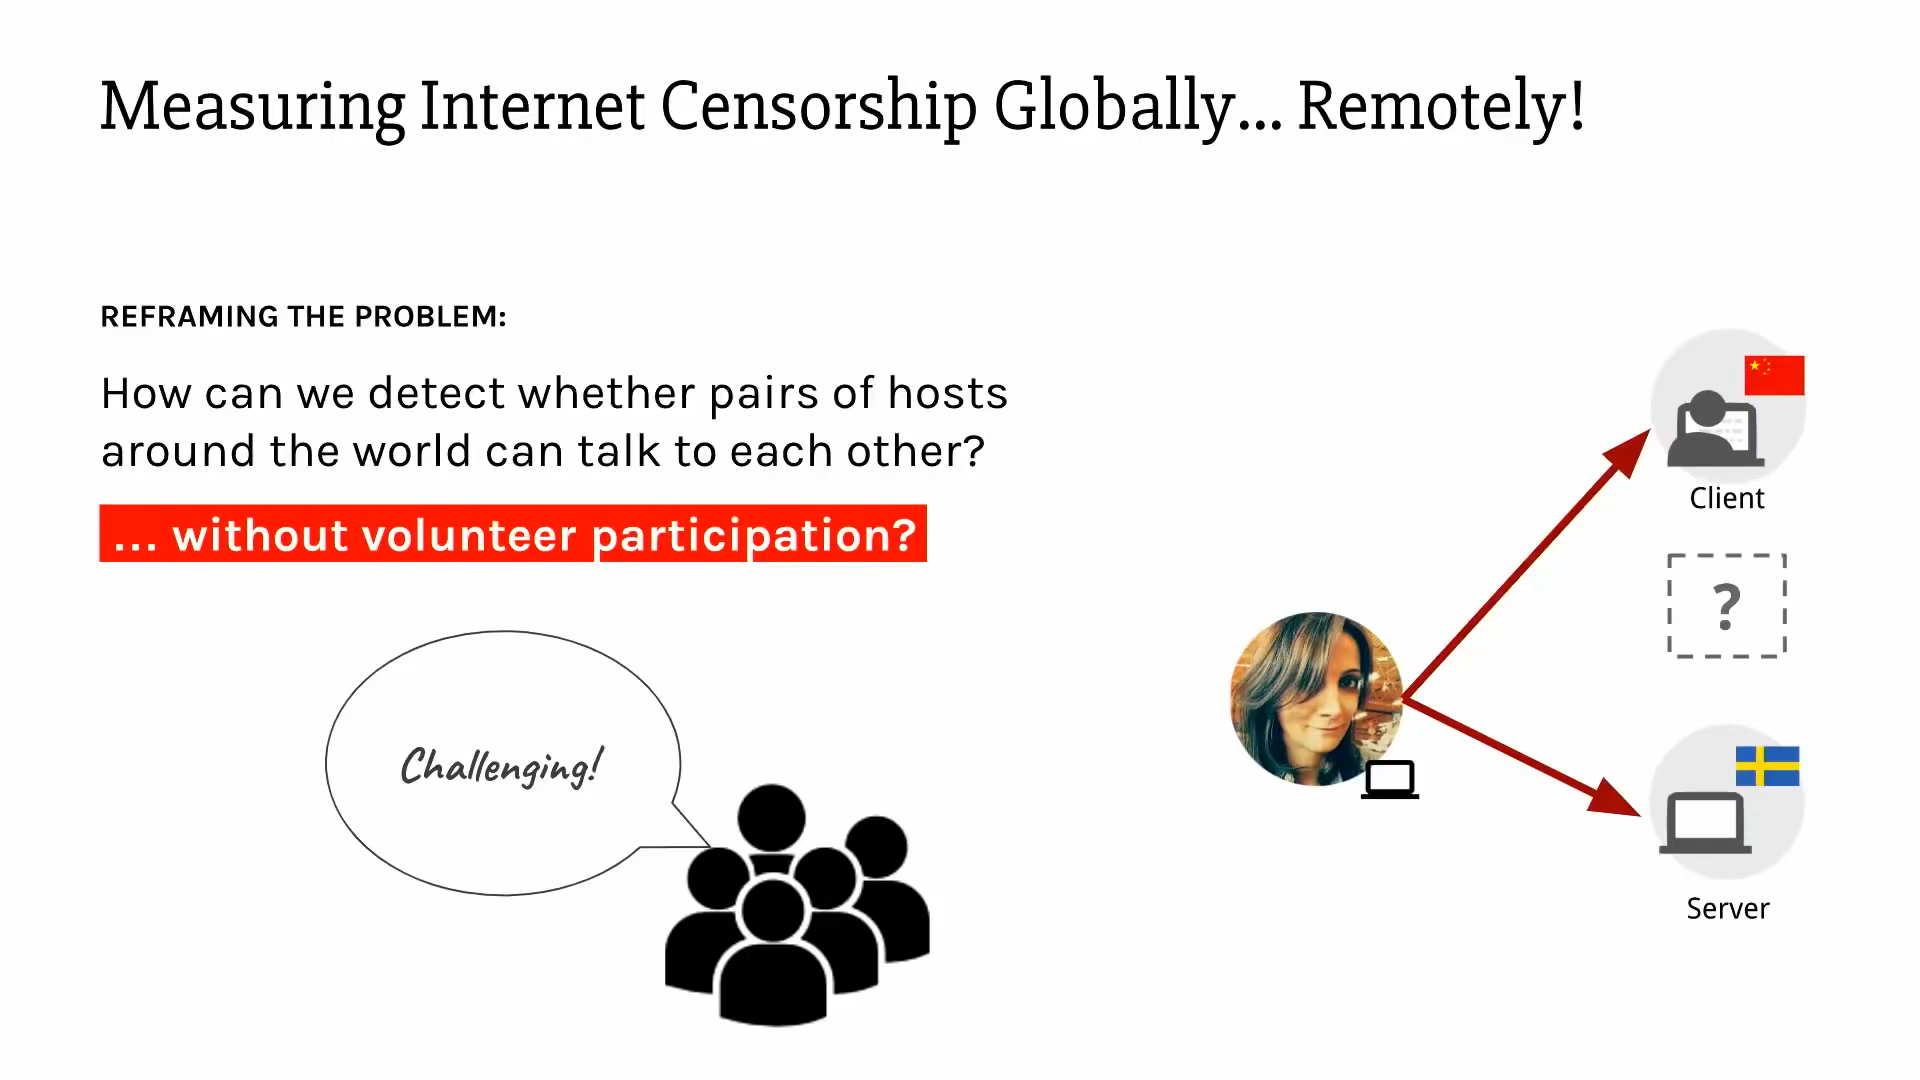 Measuring Internet Censorship Globally... Remotely!
REFRAMING THE PROBLEM:
How can we detect whether pairs of hosts
around the world can talk to each other?
... without volunteer participation?
Challenging!
Client
?
Server